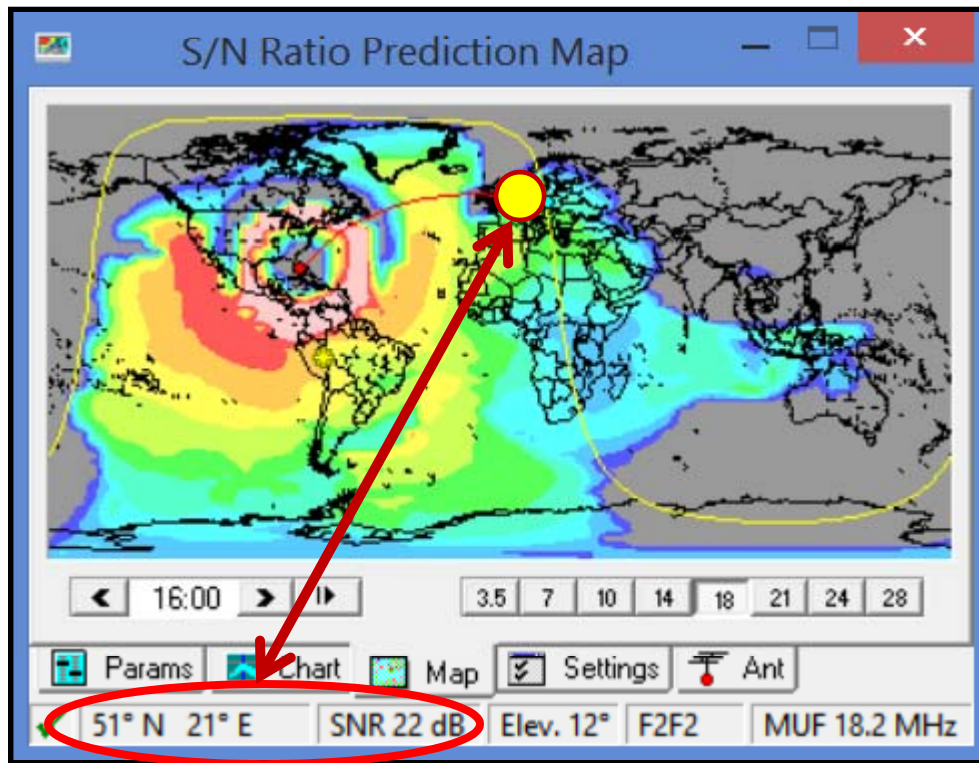 S/N Ratio Prediction Map
16:00 3.5 7 10 14 18 21 24 28
Params Chart Map Settings Ant
51° N 21° E SNR 22 dB Elev. 12° F2F2 MUF 18.2 MHz